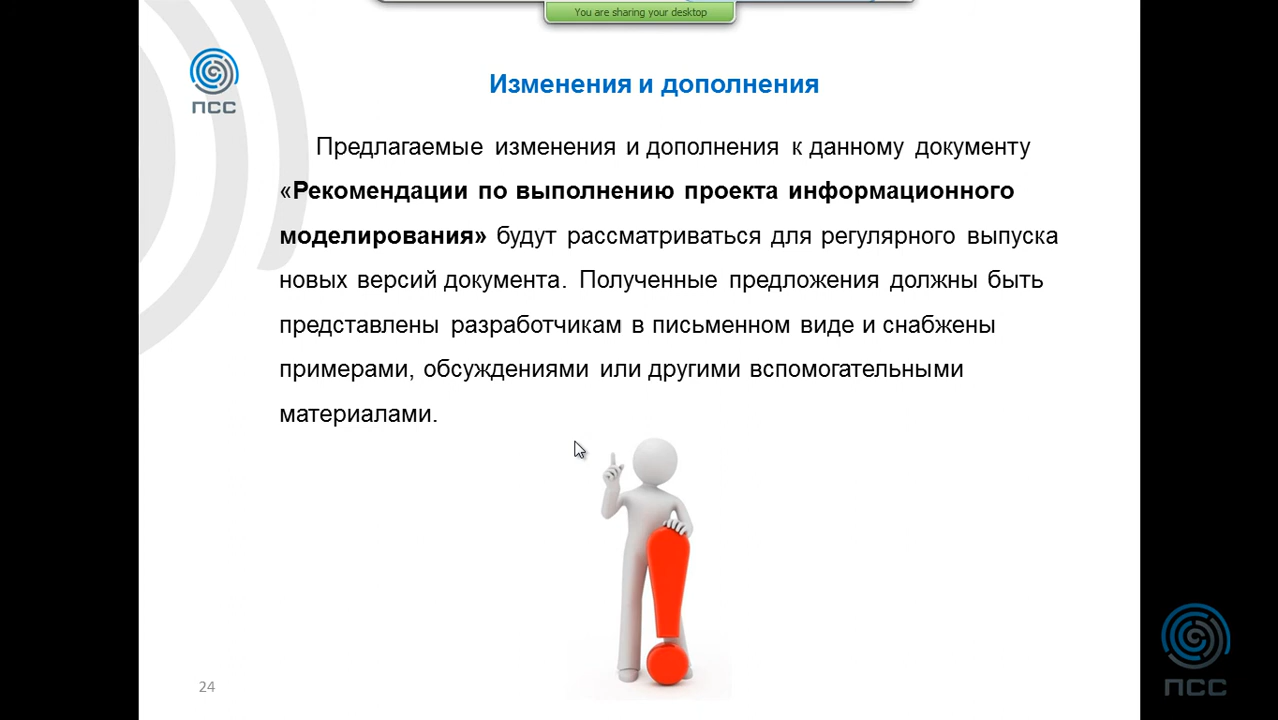 You are sharing your desktop
ПСС
Изменения и дополнения
Предлагаемые изменения и дополнения к данному документу
«Рекомендации по выполнению проекта информационного
моделирования» будут рассматриваться для регулярного выпуска
новых версий документа. Полученные предложения должны быть
представлены разработчикам в письменном виде и снабжены
примерами, обсуждениями или другими вспомогательными
материалами.
24
ПСС